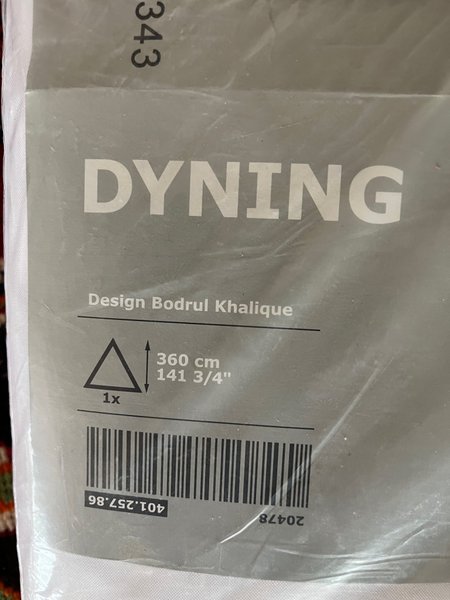 343
DYNING
Design Bodrul Khalique
360 cm
141 3/4"
1x
401.257.86
20478